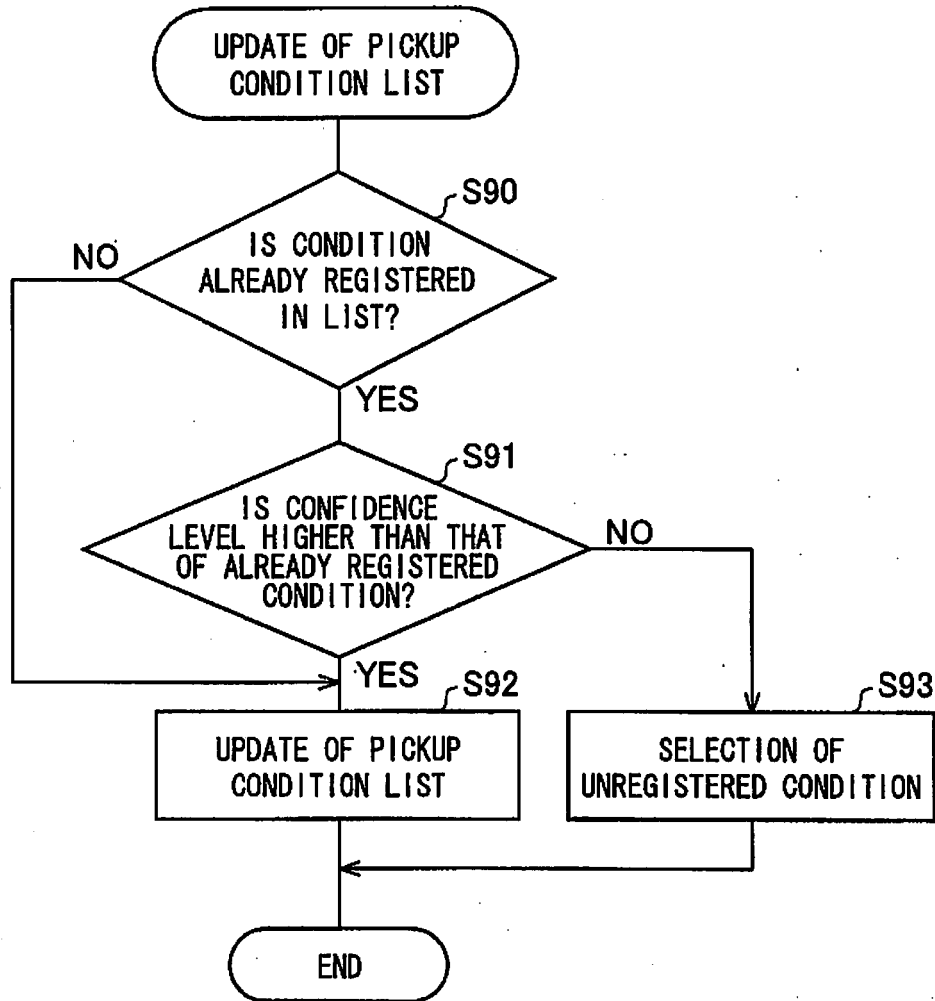 UPDATE OF PICKUP
CONDITION LIST
S90
IS CONDITION
ALREADY REGISTERED
IN LIST?
NO
YES
S91
IS CONFIDENCE
LEVEL HIGHER THAN THAT
OF ALREADY REGISTERED
CONDITION?
NO
YES
S92
UPDATE OF PICKUP
CONDITION LIST
S93
SELECTION OF
UNREGISTERED CONDITION
END